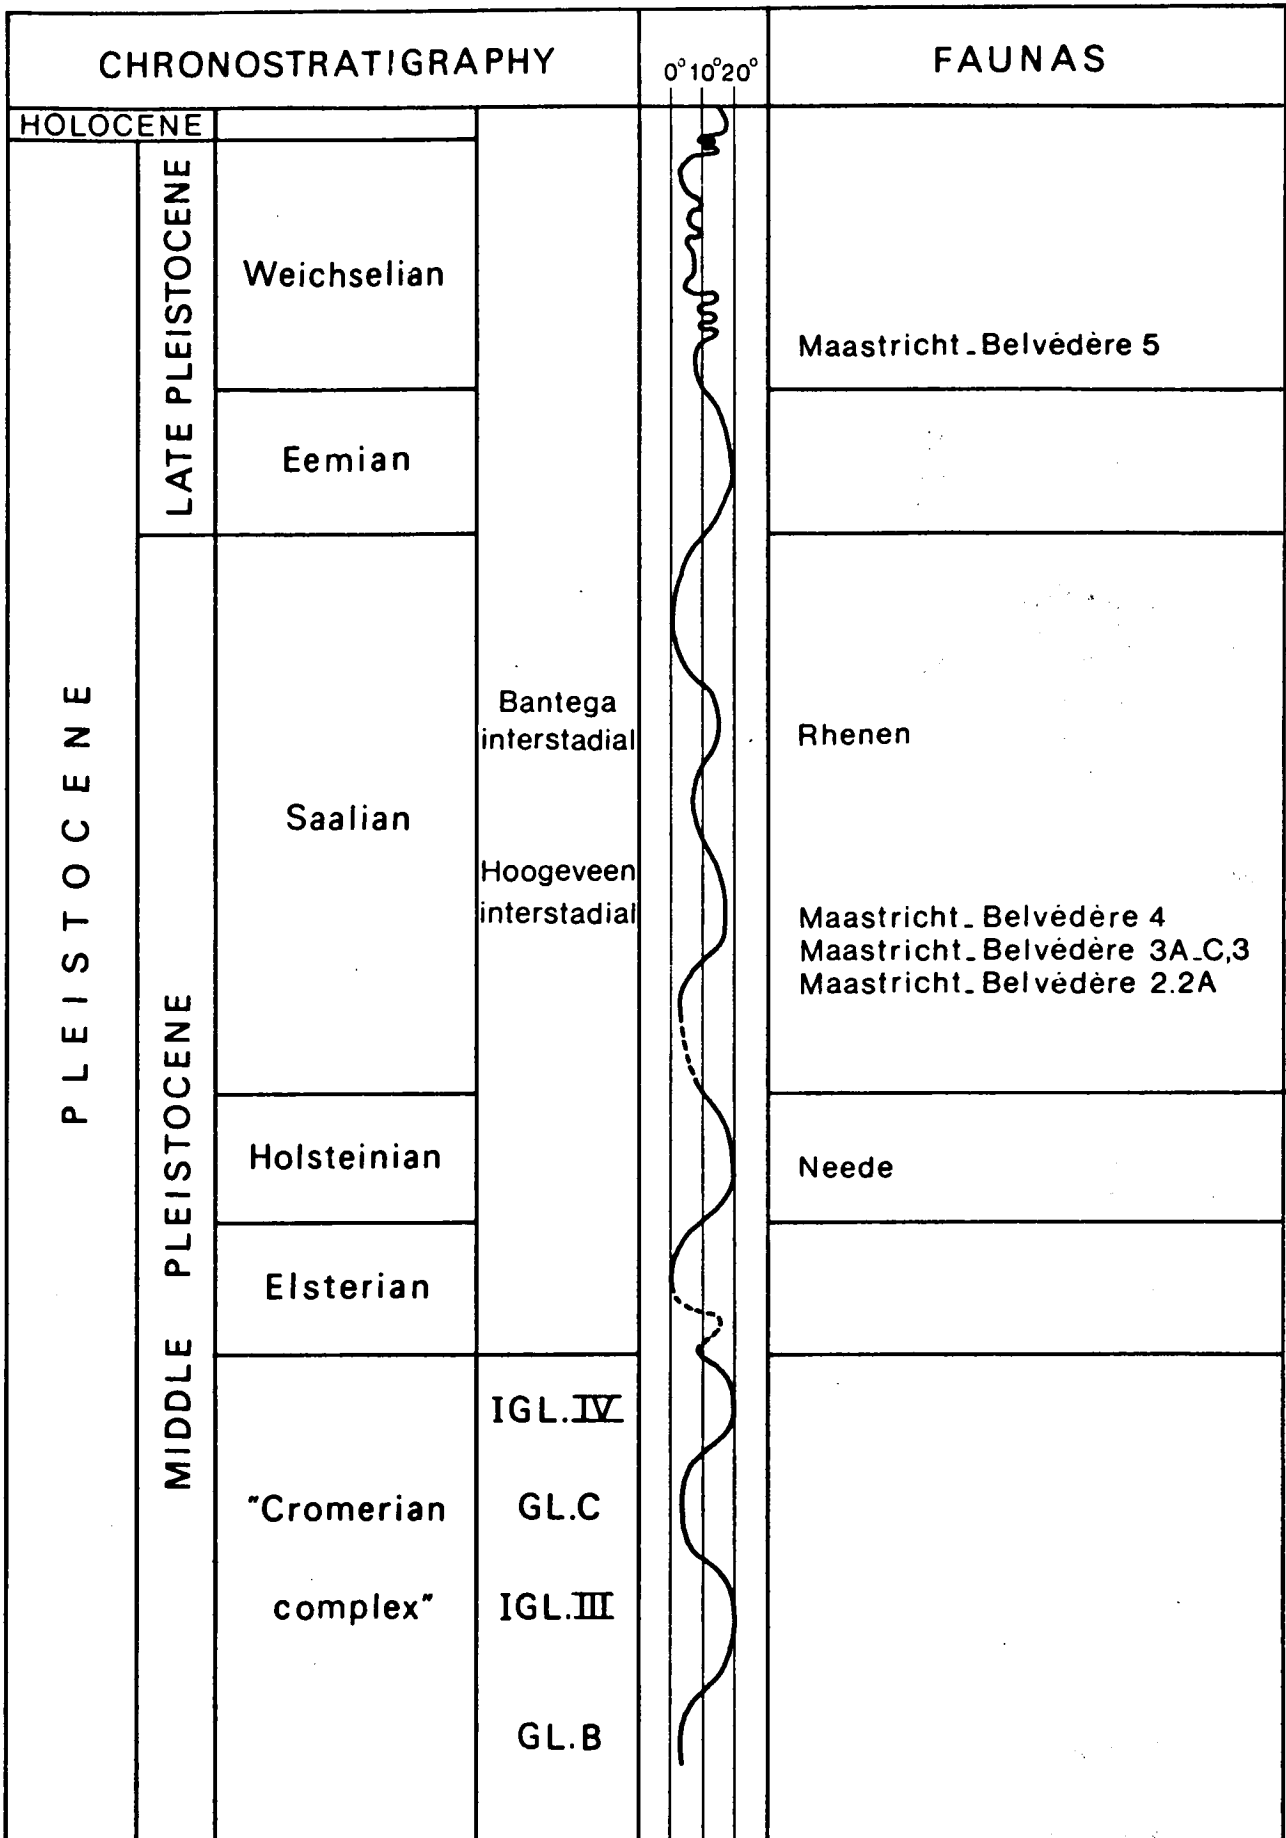 CHRONOSTRATIGRAPHY
0° 10° 20°
FAUNAS
HOLOCENE
PLEISTOCENE
LATE PLEISTOCENE
MIDDLE PLEISTOCENE
Weichselian
Maastricht-Belvédère 5
Eemian
Saalian
Bantega
interstadial
Rhenen
Hoogeveen
interstadial
Maastricht-Belvédère 4
Maastricht-Belvédère 3A-C,3
Maastricht-Belvédère 2.2A
Holsteinian
Neede
Elsterian
"Cromerian
complex"
IGL.IV
GL.C
IGL.III
GL.B